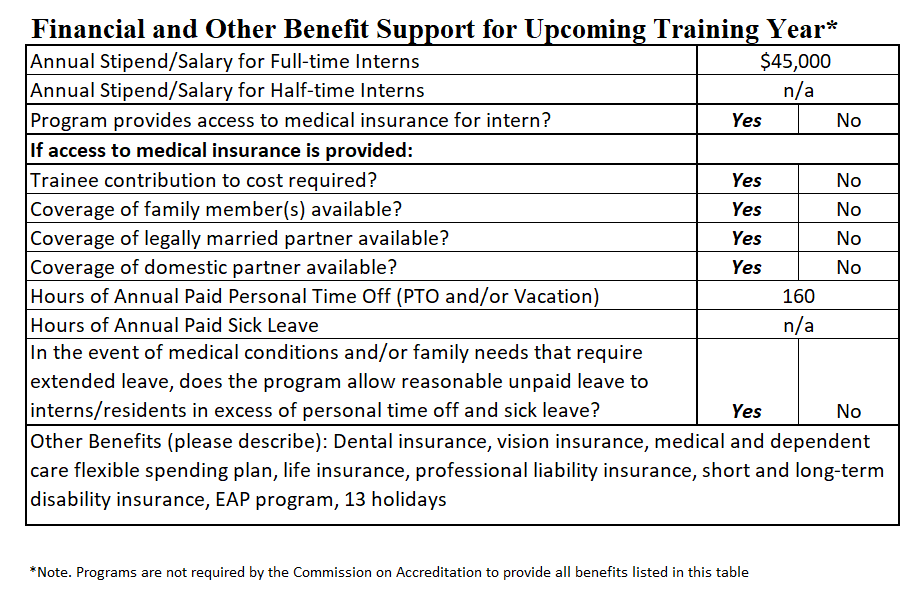 Financial and Other Benefit Support for Upcoming Training Year*
Annual Stipend/Salary for Full-time Interns $45,000
Annual Stipend/Salary for Half-time Interns n/a
Program provides access to medical insurance for intern? Yes No
If access to medical insurance is provided:
Trainee contribution to cost required? Yes No
Coverage of family member(s) available? Yes No
Coverage of legally married partner available? Yes No
Coverage of domestic partner available? Yes No
Hours of Annual Paid Personal Time Off (PTO and/or Vacation) 160
Hours of Annual Paid Sick Leave n/a
In the event of medical conditions and/or family needs that require
extended leave, does the program allow reasonable unpaid leave to
interns/residents in excess of personal time off and sick leave? Yes No
Other Benefits (please describe): Dental insurance, vision insurance, medical and dependent
care flexible spending plan, life insurance, professional liability insurance, short and long-term
disability insurance, EAP program, 13 holidays
*Note. Programs are not required by the Commission on Accreditation to provide all benefits listed in this table